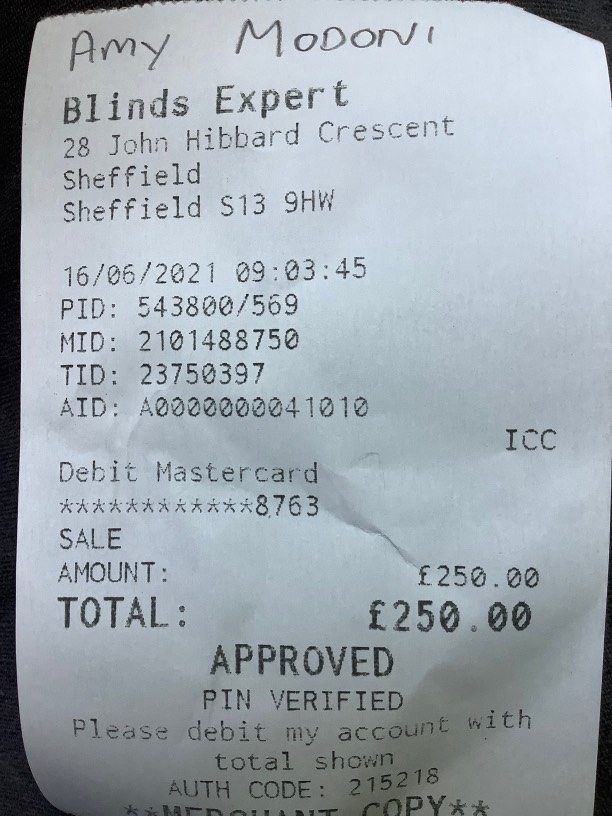 Amy MODONI
Blinds Expert
28 John Hibbard Crescent
Sheffield
Sheffield S13 9HW
16/06/2021 09:03:45
PID: 543800/569
MID: 2101488750
TID: 23750397
AID: A0000000041010
ICC
Debit Mastercard
************8763
SALE
AMOUNT: £250.00
TOTAL: £250.00
APPROVED
PIN VERIFIED
Please debit my account with
total shown
AUTH CODE: 215218
**MERCHANT COPY**